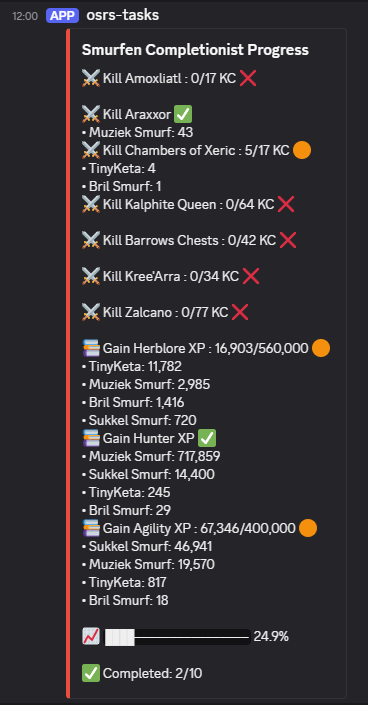 12:00 APP osrs-tasks
Smurfen Completionist Progress
⚔️ Kill Amoxliatl : 0/17 KC ❌
⚔️ Kill Araxxor ✅
• Muziek Smurf: 43
⚔️ Kill Chambers of Xeric : 5/17 KC 🟠
• TinyKeta: 4
• Bril Smurf: 1
⚔️ Kill Kalphite Queen : 0/64 KC ❌
⚔️ Kill Barrows Chests : 0/42 KC ❌
⚔️ Kill Kree'Arra : 0/34 KC ❌
⚔️ Kill Zalcano : 0/77 KC ❌
📚 Gain Herblore XP : 16,903/560,000 🟠
• TinyKeta: 11,782
• Muziek Smurf: 2,985
• Bril Smurf: 1,416
• Sukkel Smurf: 720
📚 Gain Hunter XP ✅
• Muziek Smurf: 717,859
• Sukkel Smurf: 14,400
• TinyKeta: 245
• Bril Smurf: 29
📚 Gain Agility XP : 67,346/400,000 🟠
• Sukkel Smurf: 46,941
• Muziek Smurf: 19,570
• TinyKeta: 817
• Bril Smurf: 18
📈 24.9%
✅ Completed: 2/10